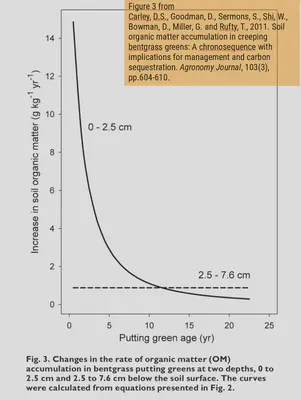 Figure 3 from
Carley, D.S., Goodman, D., Sermons, S., Shi, W.,
Bowman, D., Miller, G. and Rufty, T., 2011. Soil
organic matter accumulation in creeping
bentgrass greens: A chronosequence with
implications for management and carbon
sequestration. Agronomy Journal, 103(3),
pp.604-610.
Increase in soil organic matter (g kg-1 yr-1)
14
12
10
8
6
4
2
0
0 - 2.5 cm
2.5 - 7.6 cm
0 5 10 15 20 25
Putting green age (yr)
Fig. 3. Changes in the rate of organic matter (OM)
accumulation in bentgrass putting greens at two depths, 0 to
2.5 cm and 2.5 to 7.6 cm below the soil surface. The curves
were calculated from equations presented in Fig. 2.